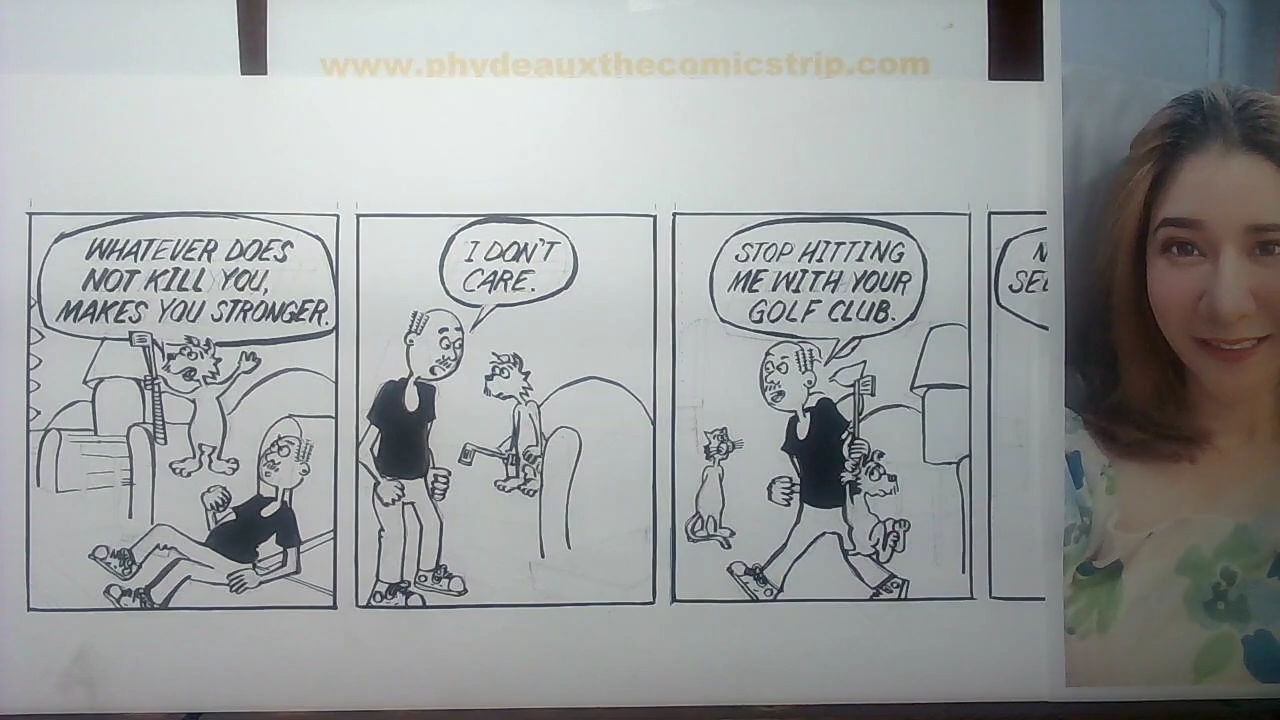 www.phydeauxthecomicstrip.com
WHATEVER DOES
NOT KILL YOU,
MAKES YOU STRONGER.
I DON'T
CARE.
STOP HITTING
ME WITH YOUR
GOLF CLUB.